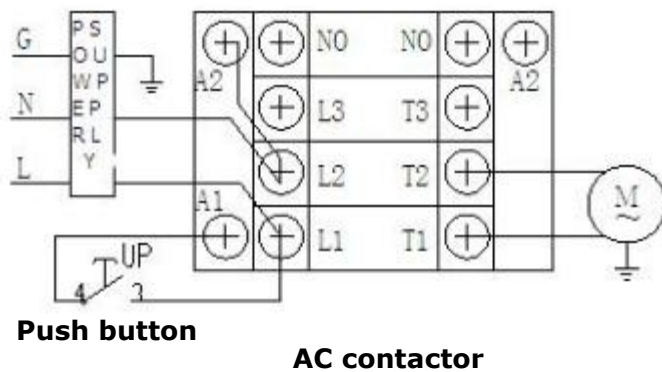 G
N
L
POWER
SUPPLY
A2
NO
NO
A2
L3
T3
L2
T2
M
~
A1
L1
T1
UP
4
3
Push button
AC contactor